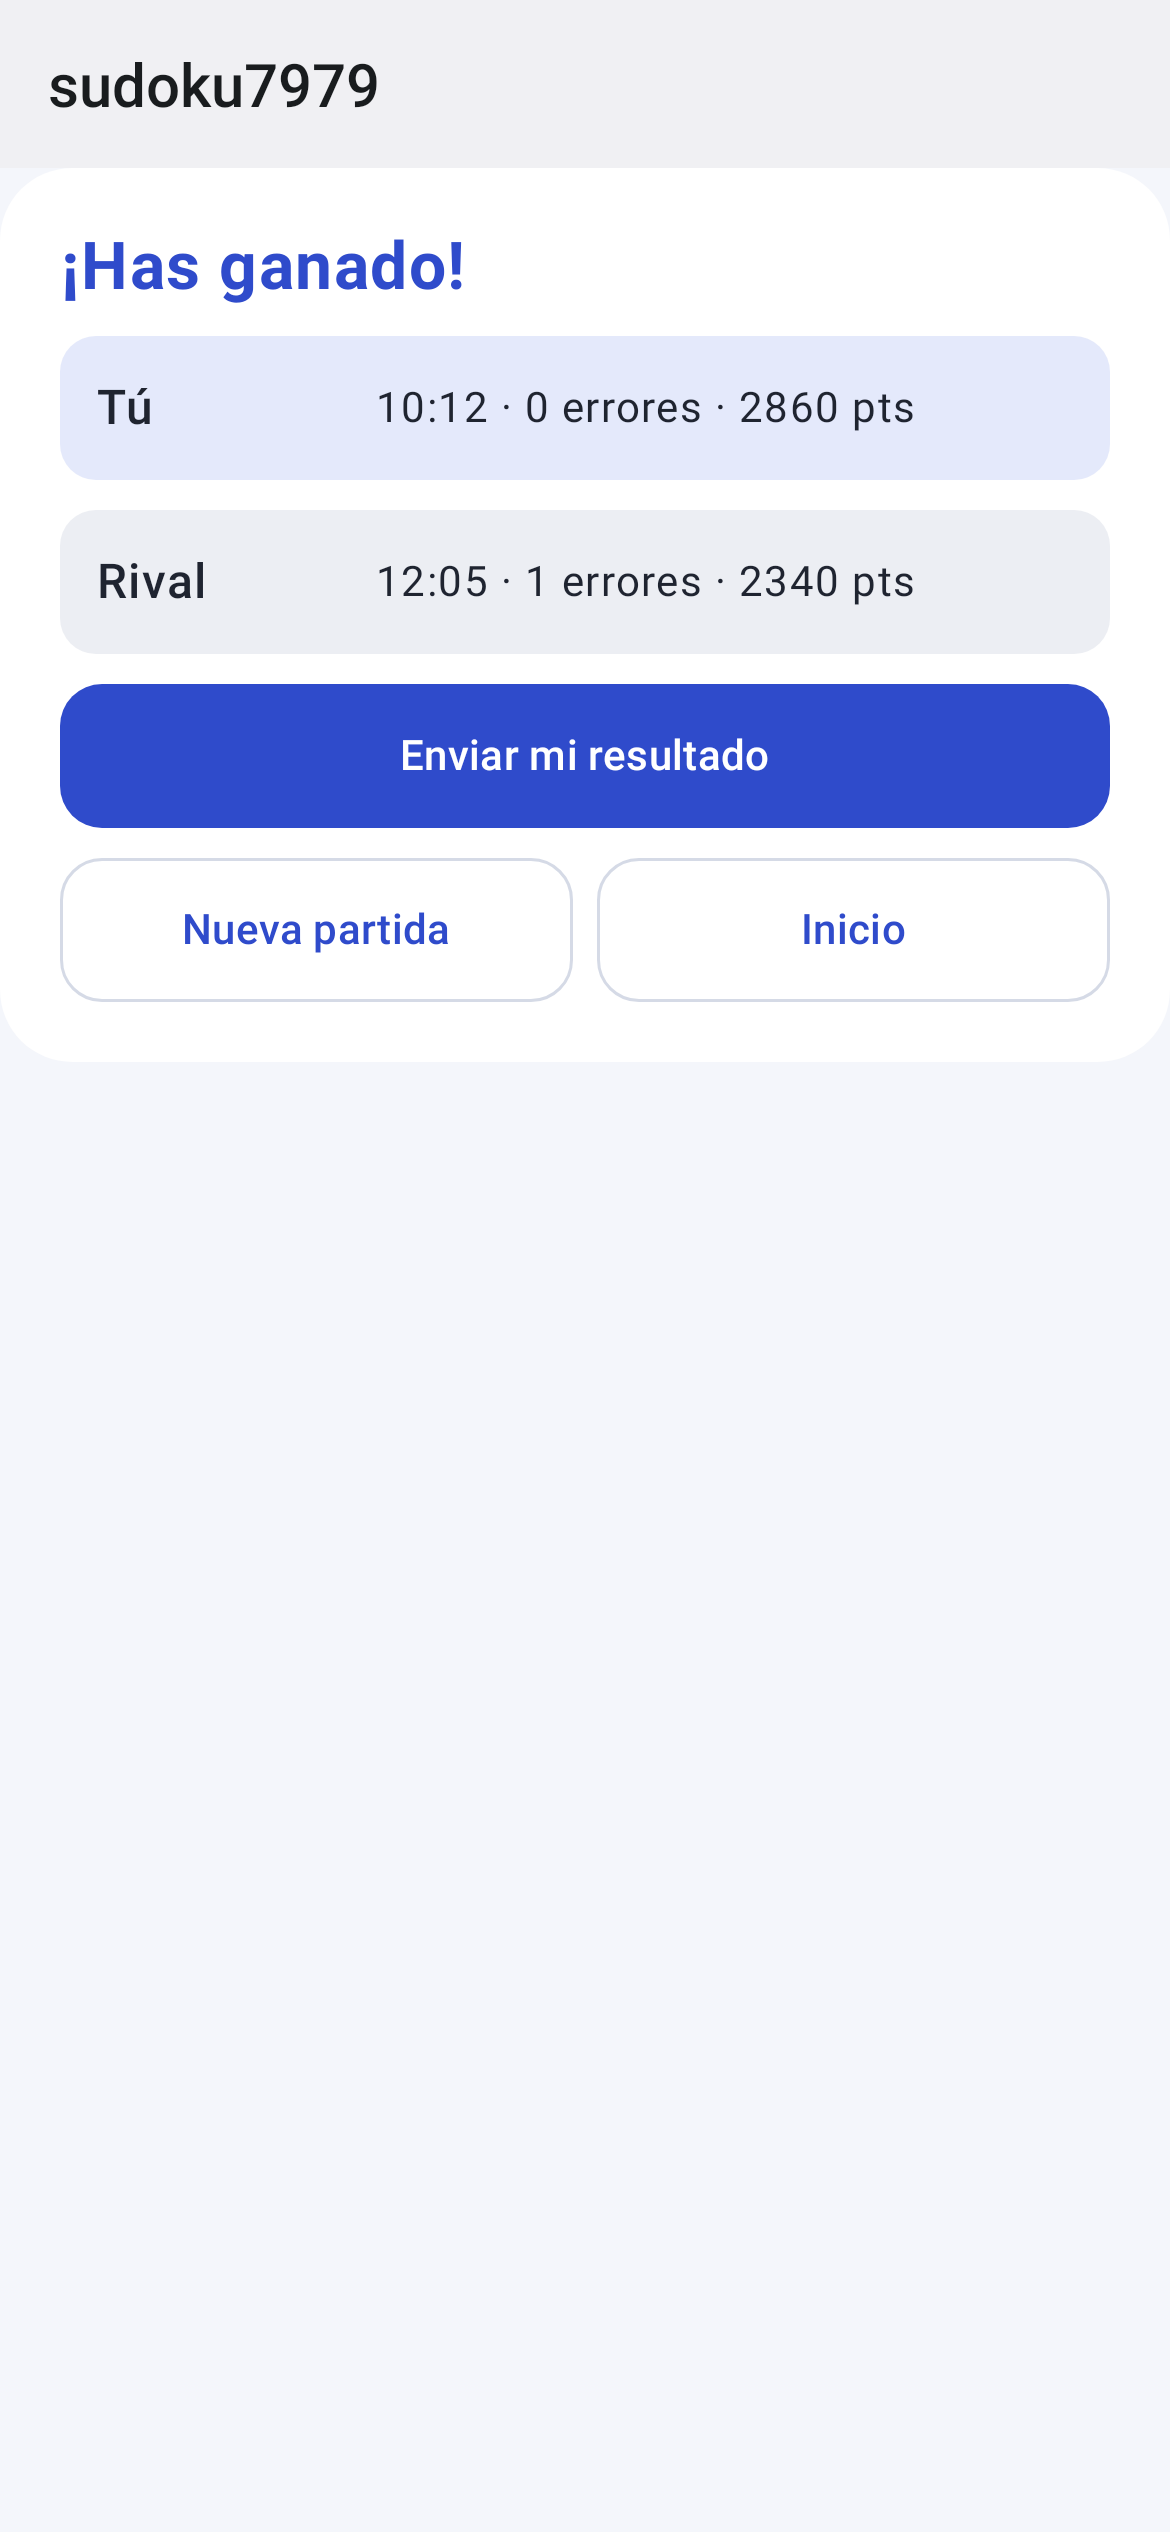 sudoku7979
¡Has ganado!
Tú 10:12 · 0 errores · 2860 pts
Rival 12:05 · 1 errores · 2340 pts
Enviar mi resultado
Nueva partida Inicio